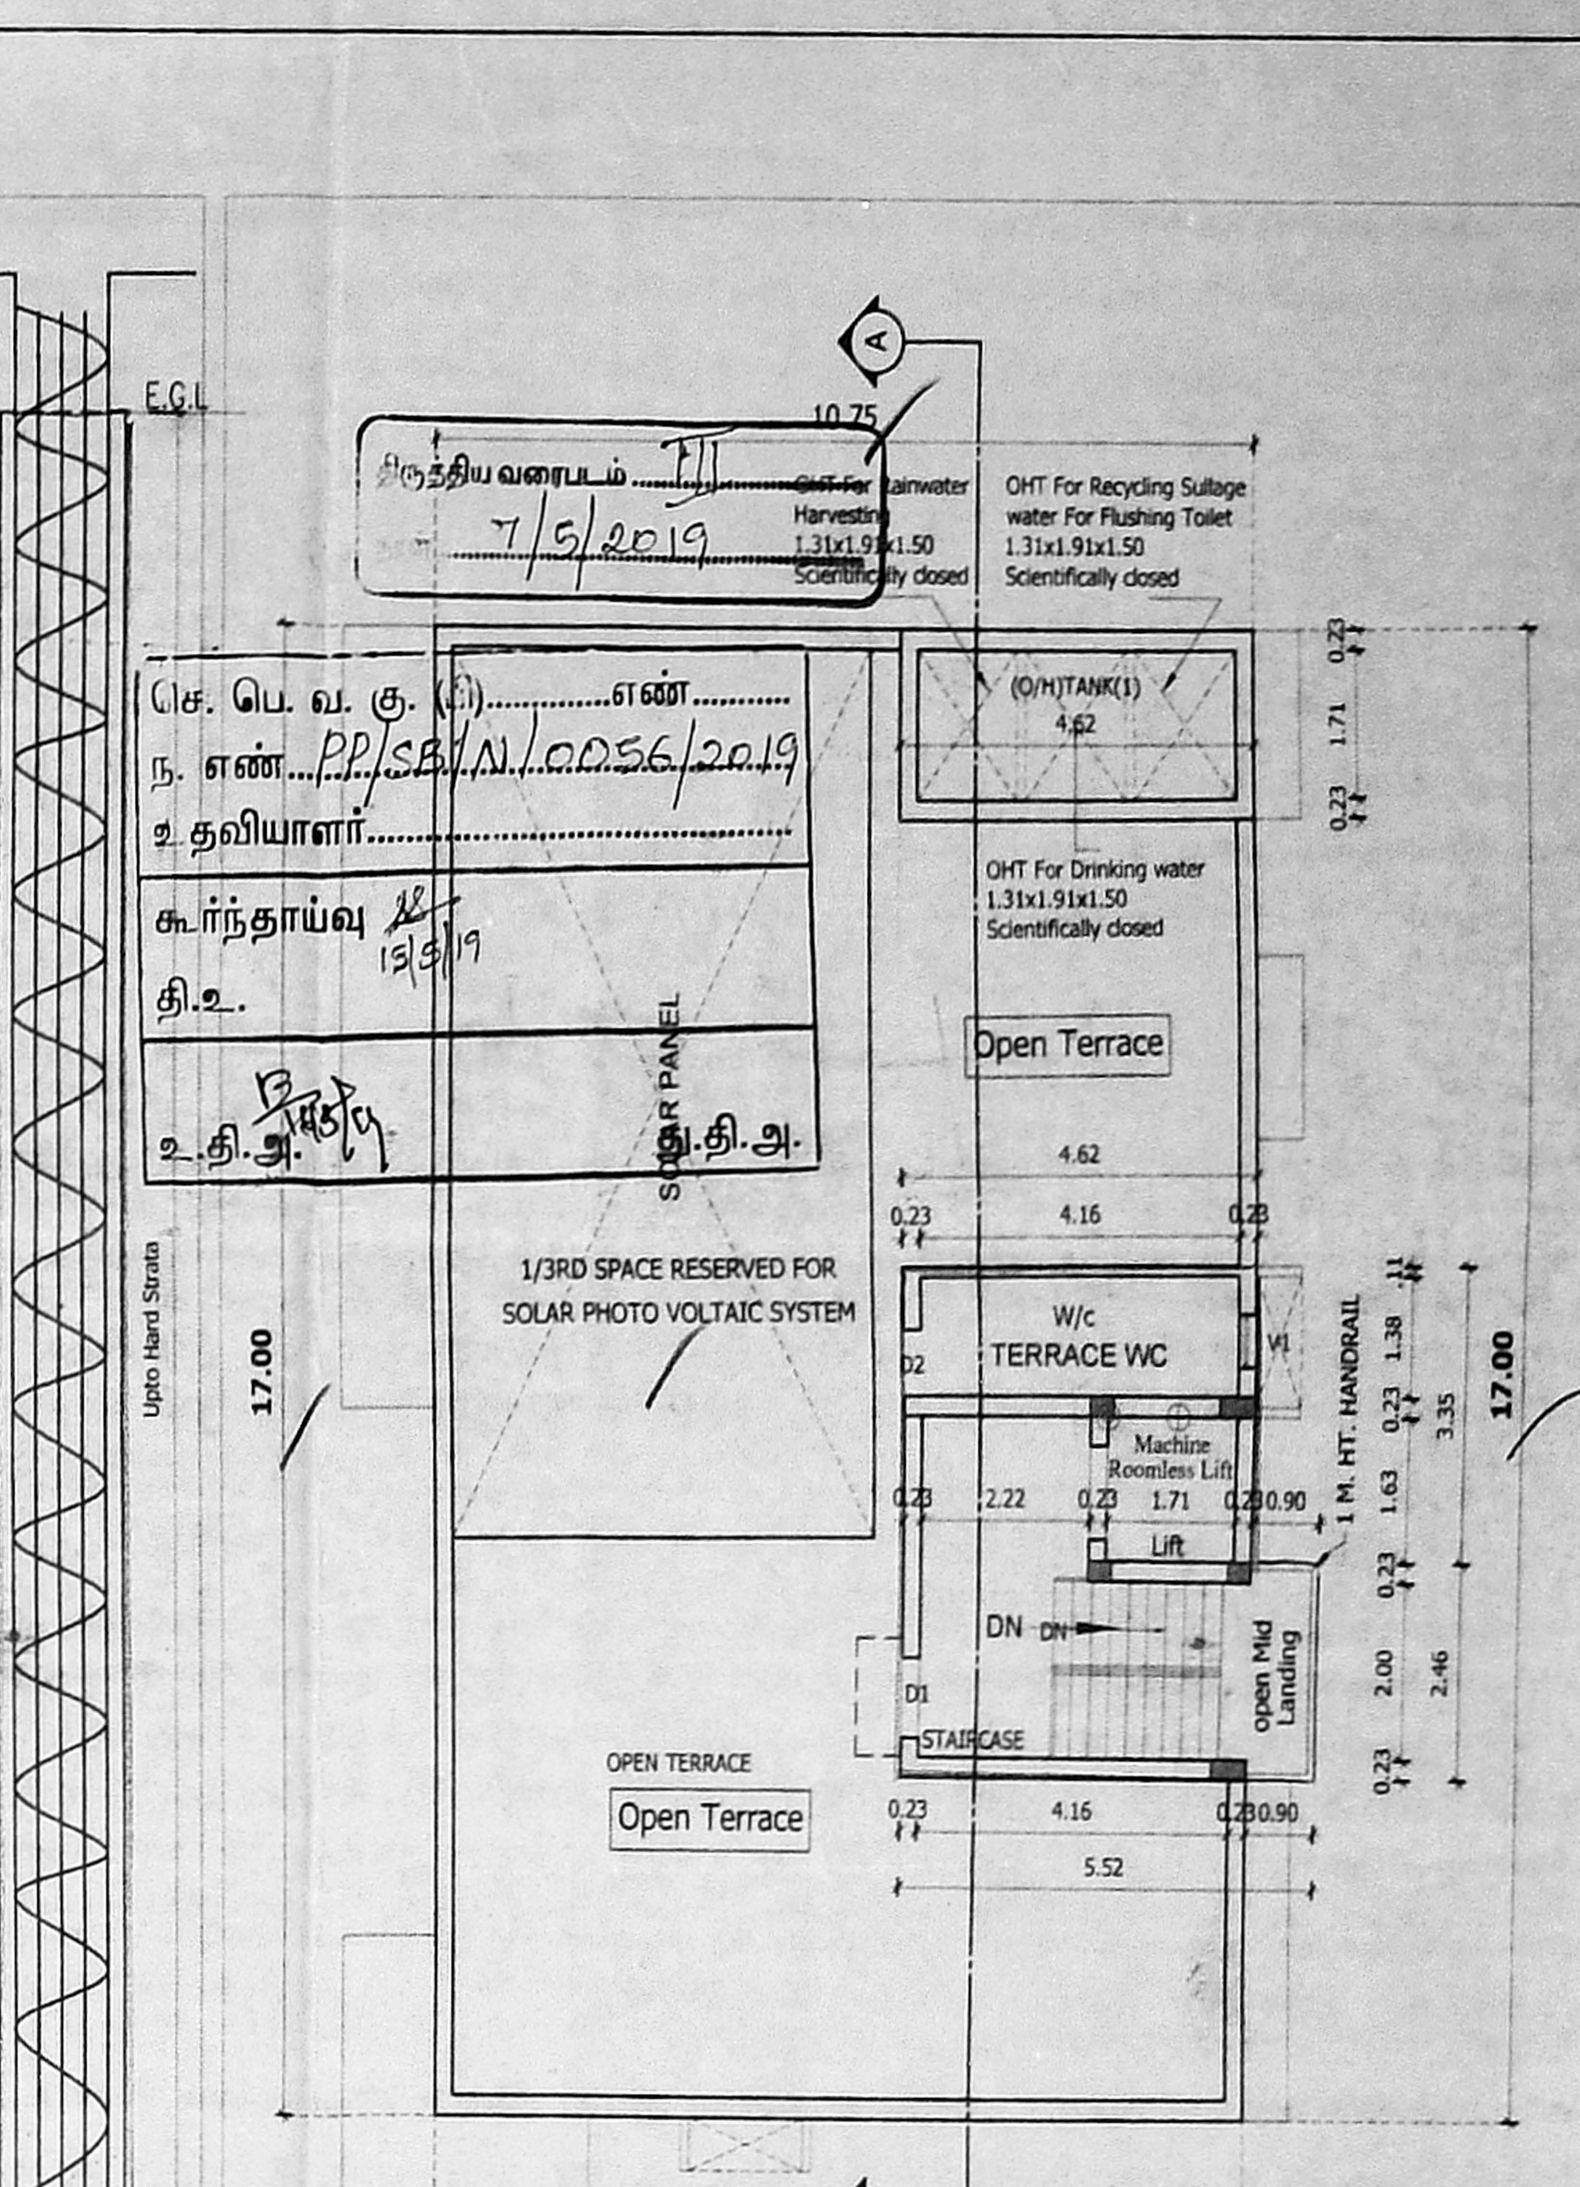 A
E.G.L
10.75
திருத்திய வரைபடம் III
7/5/2019
OHT For Rainwater
Harvesting
1.31x1.91x1.50
Scientifically closed
OHT For Recycling Sullage
water For Flushing Toilet
1.31x1.91x1.50
Scientifically closed
0.23
1.71
0.23
செ. பெ. வ. கு. (பி)..............எண்...........
ந. எண்...PP/SB/N/0056/2019
உதவியாளர்
(O/H)TANK(1)
4.62
OHT For Drinking water
1.31x1.91x1.50
Scientifically closed
கூர்ந்தாய்வு
15/5/19
தி.உ.
உ.தி.அ.
து.தி.அ.
SOLAR PANEL
Open Terrace
4.62
0.23 4.16 0.23
1/3RD SPACE RESERVED FOR
SOLAR PHOTO VOLTAIC SYSTEM
Upto Hard Strata
17.00
W/c
TERRACE WC
D2
V1
Machine
Roomless Lift
0.23 2.22 0.23 1.71 0.23 0.90
Lift
1 M. HT. HANDRAIL
.11
1.38
0.23
1.63
0.23
2.00
0.23
3.35
2.46
17.00
DN DN
open Mid
Landing
D1
STAIRCASE
OPEN TERRACE
Open Terrace
0.23 4.16 0.23 0.90
5.52